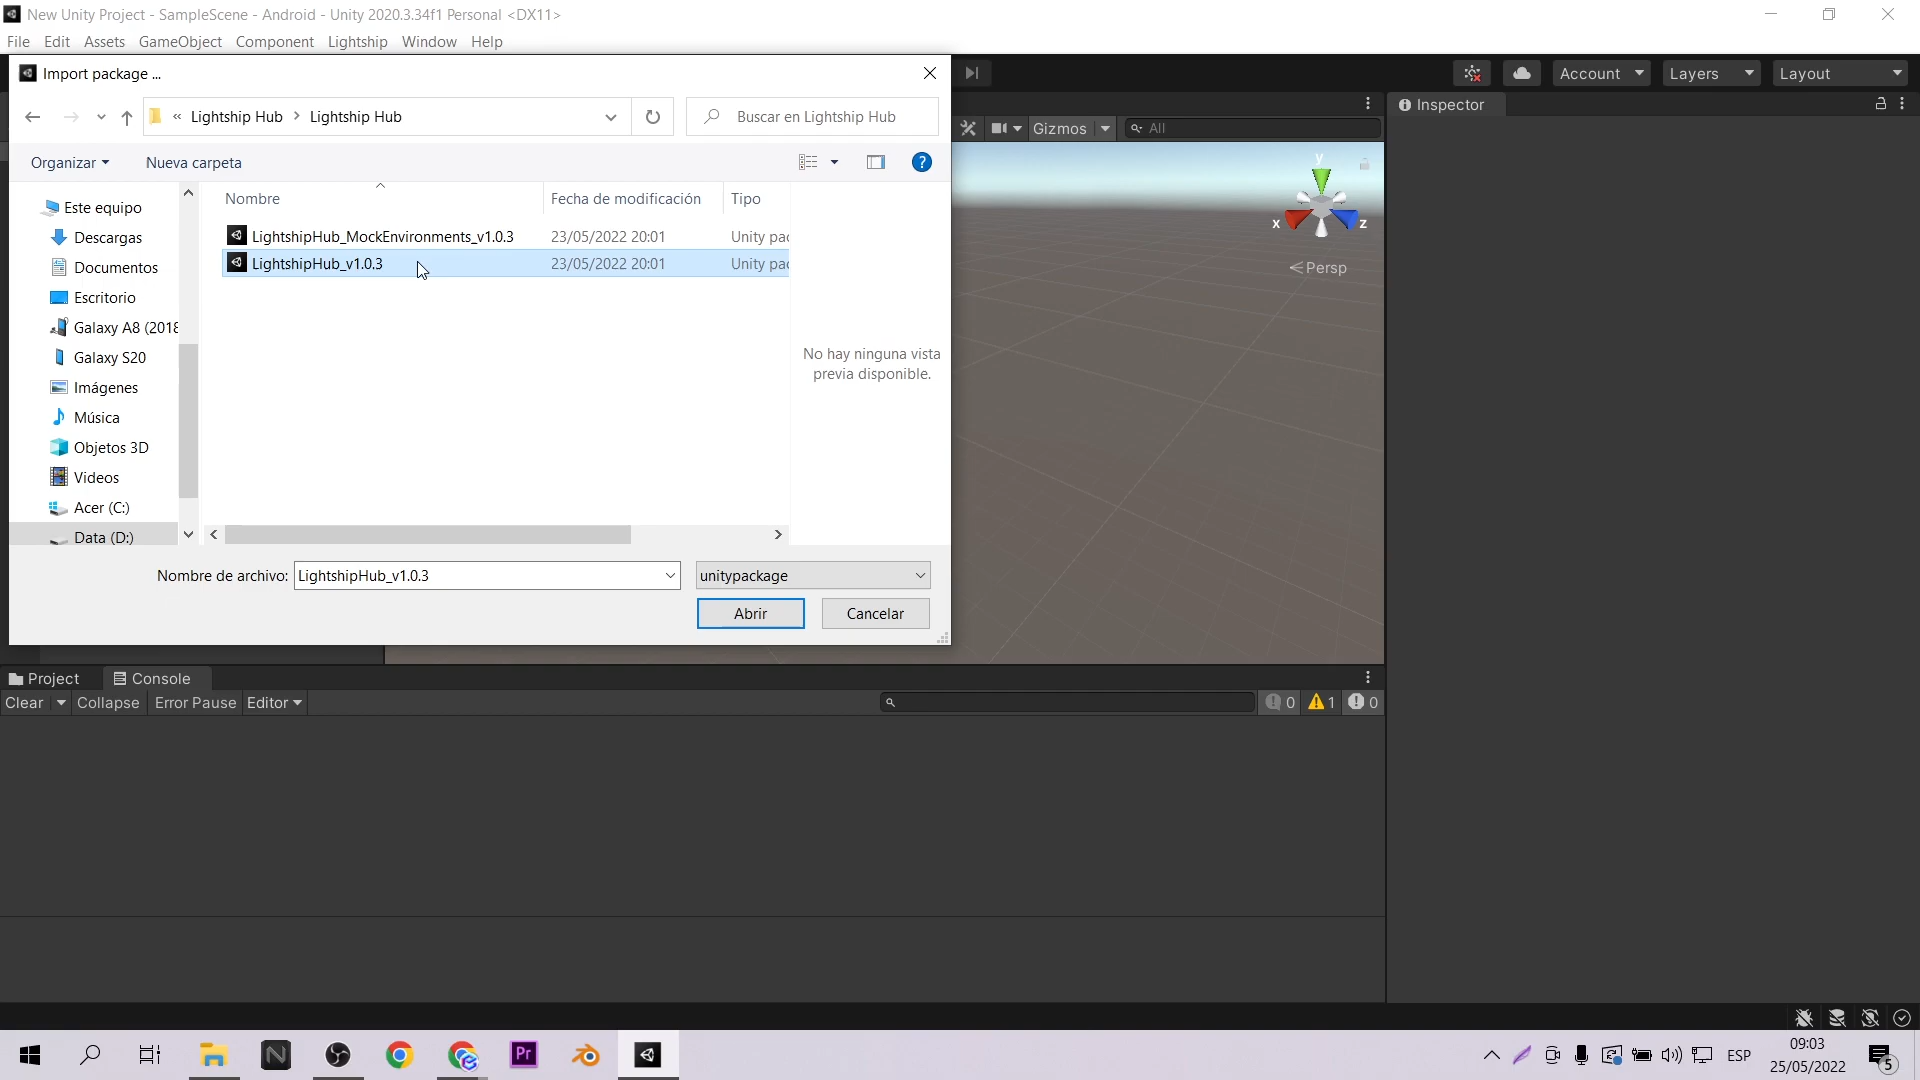 New Unity Project - SampleScene - Android - Unity 2020.3.34f1 Personal <DX11>
File Edit Assets GameObject Component Lightship Window Help
Import package ...
Account Layers Layout
« Lightship Hub > Lightship Hub
Buscar en Lightship Hub
Inspector
Gizmos All
Organizar Nueva carpeta
Nombre Fecha de modificación Tipo
LightshipHub_MockEnvironments_v1.0.3 23/05/2022 20:01 Unity pac
LightshipHub_v1.0.3 23/05/2022 20:01 Unity pac
Este equipo
Descargas
Documentos
Escritorio
Galaxy A8 (2018
Galaxy S20
Imágenes
Música
Objetos 3D
Videos
Acer (C:)
Data (D:)
No hay ninguna vista
previa disponible.
y
x z
Persp
Nombre de archivo: LightshipHub_v1.0.3 unitypackage
Abrir Cancelar
Project Console
Clear Collapse Error Pause Editor 0 1 0
N Pr ESP
09:03
25/05/2022
5